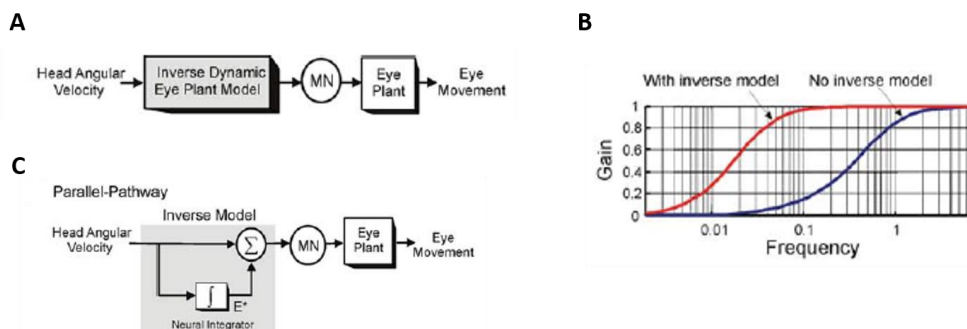 A
Head Angular
Velocity
Inverse Dynamic
Eye Plant Model
MN
Eye
Plant
Eye
Movement
B
With inverse model
No inverse model
1
0.8
0.6
0.4
0.2
0
Gain
0.01
0.1
1
Frequency
C
Parallel-Pathway
Inverse Model
Head Angular
Velocity
Σ
MN
Eye
Plant
Eye
Movement
∫
E*
Neural Integrator